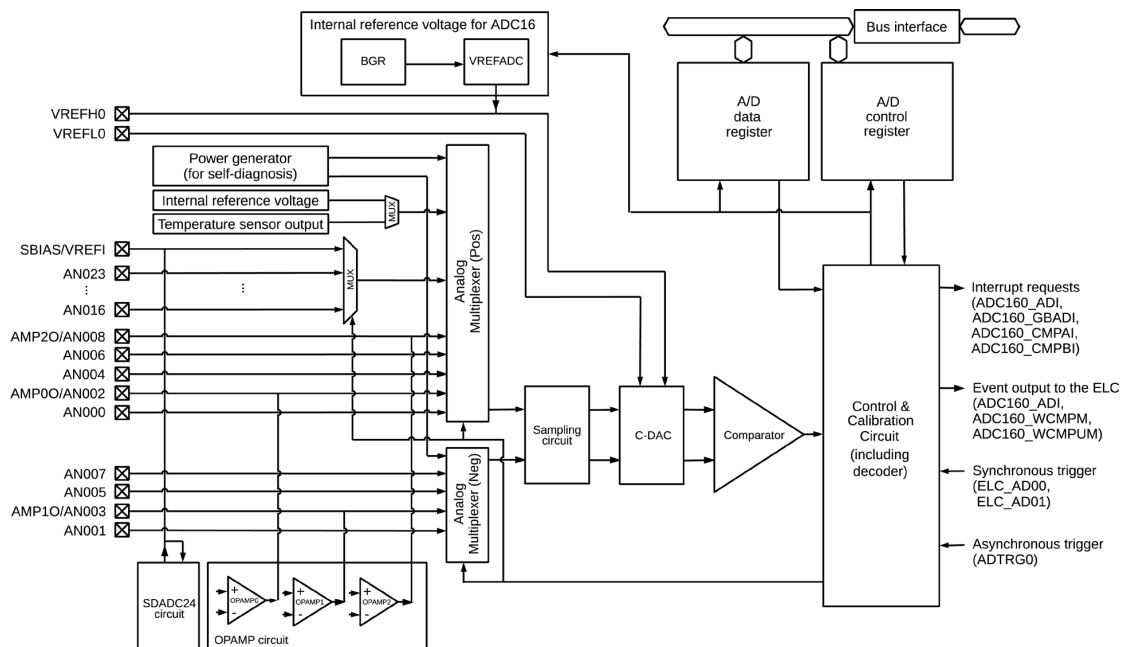 Internal reference voltage for ADC16
BGR
VREFADC
Bus interface
A/D
data
register
A/D
control
register
VREFH0
VREFL0
Power generator
(for self-diagnosis)
Internal reference voltage
Temperature sensor output
MUX
SBIAS/VREFI
AN023
...
AN016
...
MUX
AMP2O/AN008
AN006
AN004
AMP0O/AN002
AN000
Analog
Multiplexer (Pos)
AN007
AN005
AMP1O/AN003
AN001
Analog
Multiplexer (Neg)
Sampling
circuit
C-DAC
Comparator
Control &
Calibration
Circuit
(including
decoder)
Interrupt requests
(ADC160_ADI,
ADC160_GBADI,
ADC160_CMPAI,
ADC160_CMPBI)
Event output to the ELC
(ADC160_ADI,
ADC160_WCMPM,
ADC160_WCMPUM)
Synchronous trigger
(ELC_AD00,
ELC_AD01)
Asynchronous trigger
(ADTRG0)
SDADC24
circuit
+
OPAMP0
-
+
OPAMP1
-
+
OPAMP2
-
OPAMP circuit